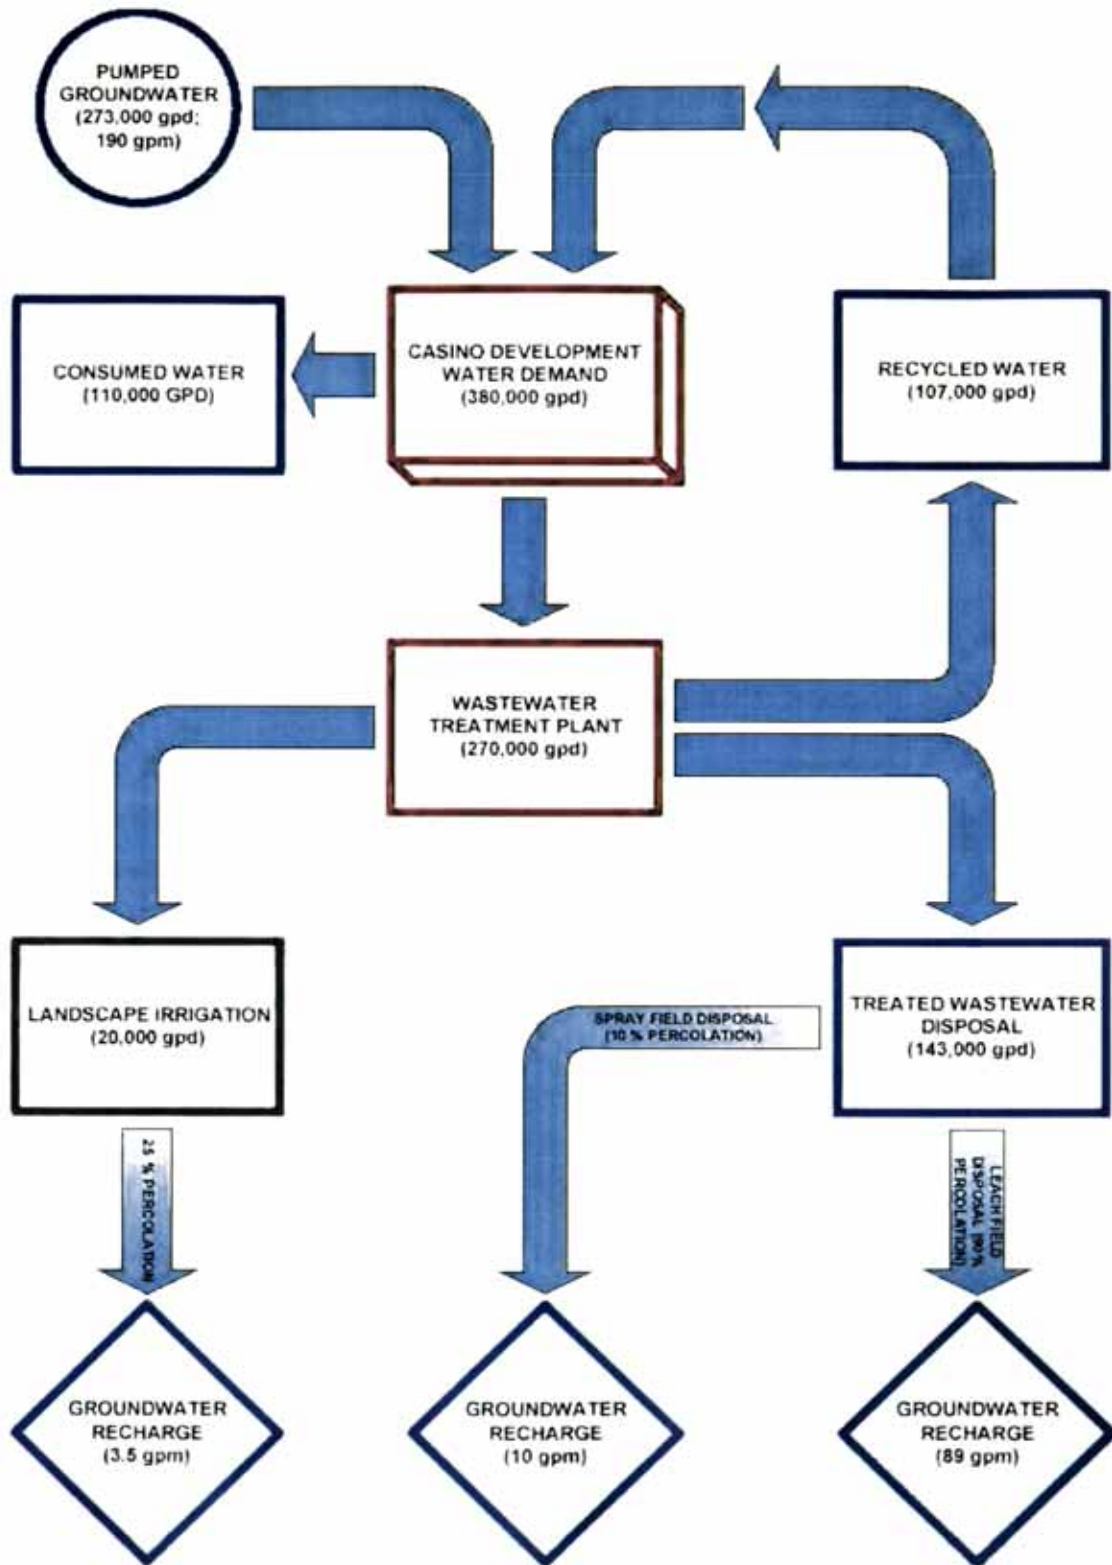 PUMPED
GROUNDWATER
(273,000 gpd;
190 gpm)
CONSUMED WATER
(110,000 GPD)
CASINO DEVELOPMENT
WATER DEMAND
(380,000 gpd)
RECYCLED WATER
(107,000 gpd)
WASTEWATER
TREATMENT PLANT
(270,000 gpd)
LANDSCAPE IRRIGATION
(20,000 gpd)
SPRAY FIELD DISPOSAL
(10 % PERCOLATION)
TREATED WASTEWATER
DISPOSAL
(143,000 gpd)
25 % PERCOLATION
LEACH FIELD
DISPOSAL (90 %
PERCOLATION)
GROUNDWATER
RECHARGE
(3.5 gpm)
GROUNDWATER
RECHARGE
(10 gpm)
GROUNDWATER
RECHARGE
(89 gpm)